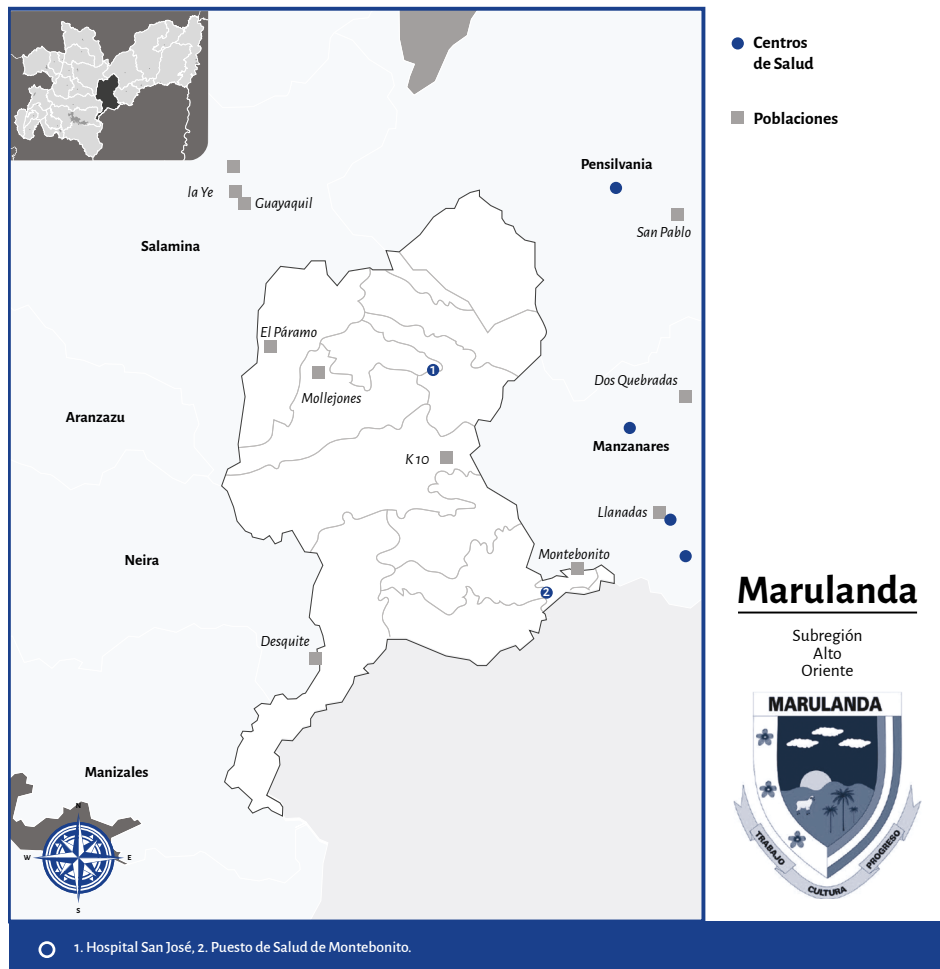 Centros
de Salud
Poblaciones
Pensilvania
la Ye
Guayaquil
San Pablo
Salamina
El Páramo
Mollejones
Dos Quebradas
Aranzazu
Manzanares
K 10
Llanadas
Neira
Montebonito
Desquite
Manizales
1
2
N
W
E
S
Marulanda
Subregión
Alto
Oriente
MARULANDA
TRABAJO
CULTURA
PROGRESO
1. Hospital San José, 2. Puesto de Salud de Montebonito.